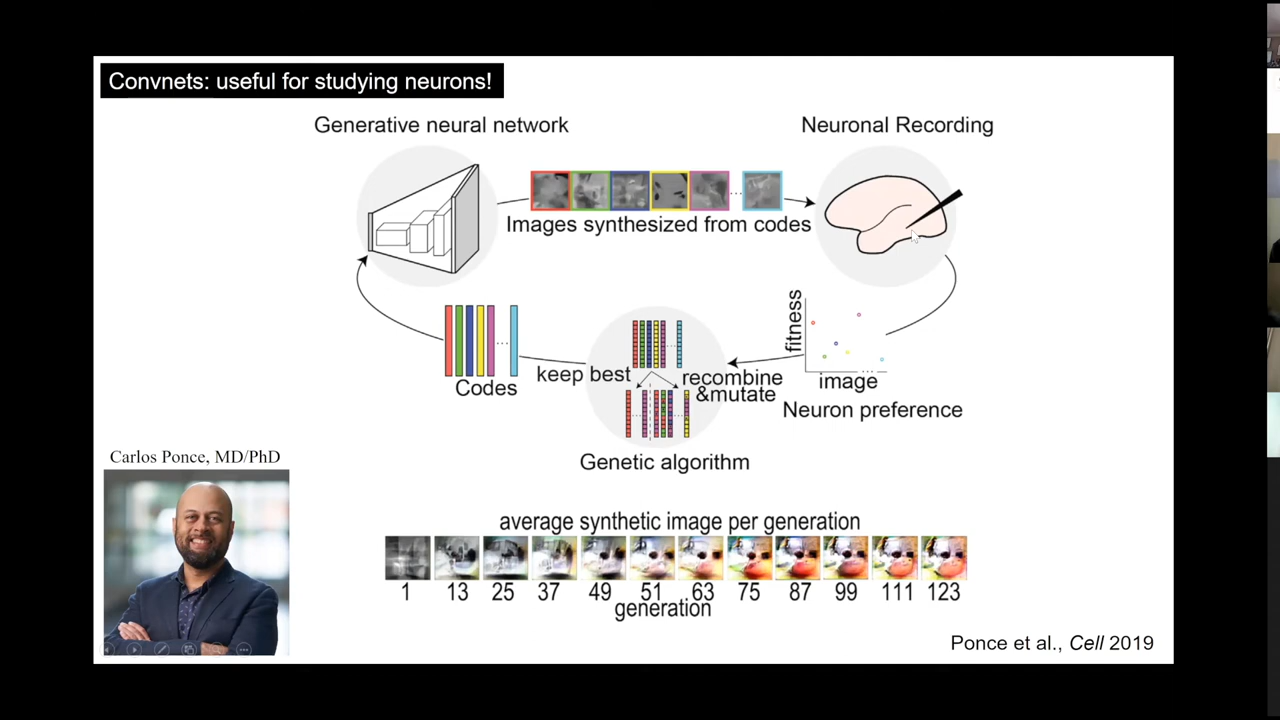 Convnets: useful for studying neurons!
Generative neural network
Neuronal Recording
Images synthesized from codes
fitness
image
Neuron preference
Codes
keep best
recombine
&mutate
Genetic algorithm
Carlos Ponce, MD/PhD
average synthetic image per generation
1 13 25 37 49 51 63 75 87 99 111 123
generation
Ponce et al., Cell 2019